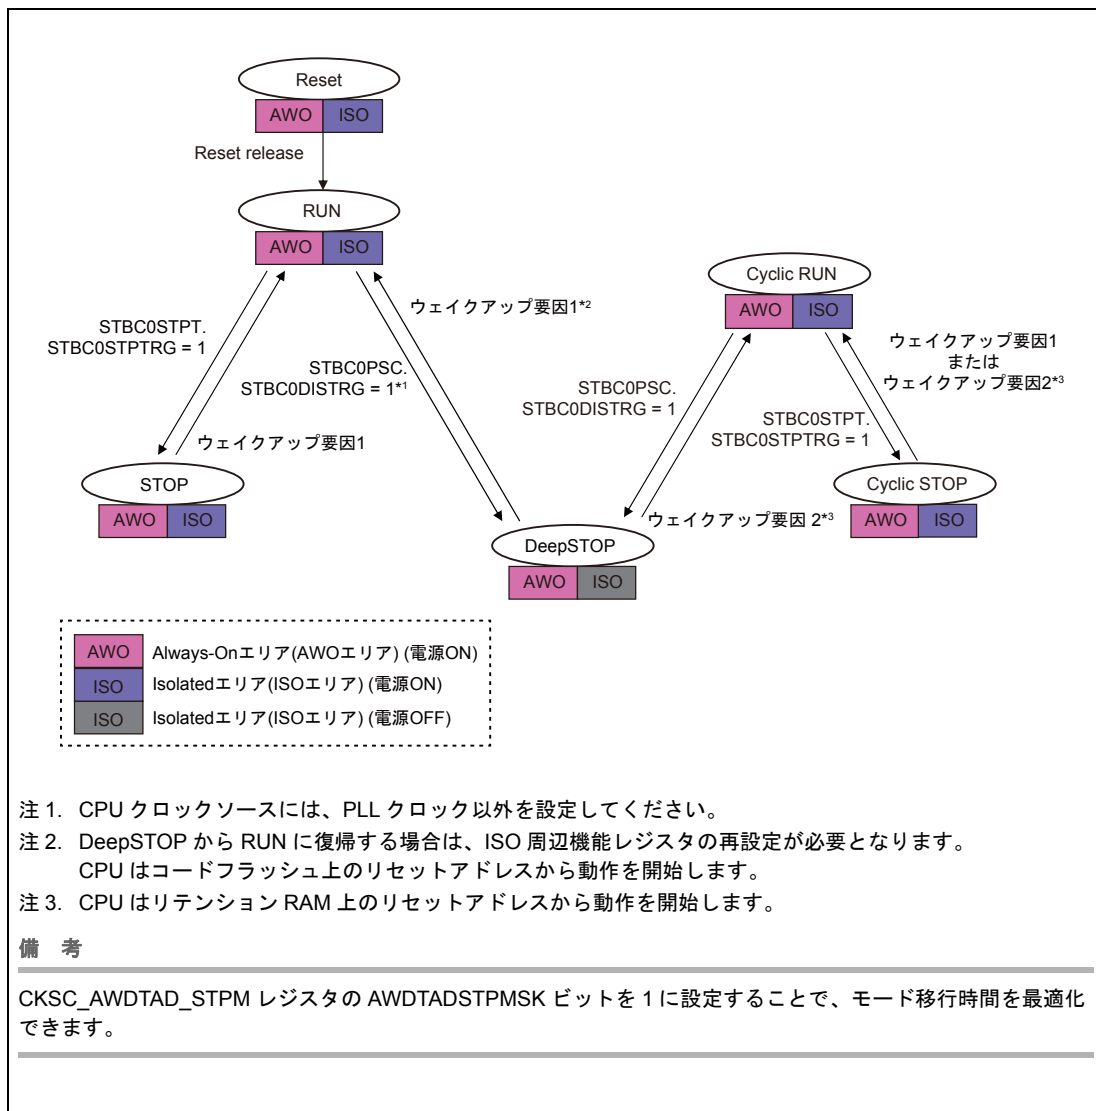 Reset
AWO ISO
Reset release
RUN
AWO ISO
Cyclic RUN
AWO ISO
ウェイクアップ要因1*2
STBC0STPT.
STBC0STPTRG = 1
STBC0PSC.
STBC0DISTRG = 1*1
ウェイクアップ要因1
または
ウェイクアップ要因2*3
STBC0PSC.
STBC0DISTRG = 1
STBC0STPT.
STBC0STPTRG = 1
ウェイクアップ要因1
STOP
AWO ISO
Cyclic STOP
AWO ISO
ウェイクアップ要因 2*3
DeepSTOP
AWO ISO
AWO Always-Onエリア(AWOエリア) (電源ON)
ISO Isolatedエリア(ISOエリア) (電源ON)
ISO Isolatedエリア(ISOエリア) (電源OFF)
注 1. CPU クロックソースには、PLL クロック以外を設定してください。
注 2. DeepSTOP から RUN に復帰する場合は、ISO 周辺機能レジスタの再設定が必要となります。
CPU はコードフラッシュ上のリセットアドレスから動作を開始します。
注 3. CPU はリテンション RAM 上のリセットアドレスから動作を開始します。
備 考
CKSC_AWDTAD_STPM レジスタの AWDTADSTPMSK ビットを 1 に設定することで、モード移行時間を最適化
できます。